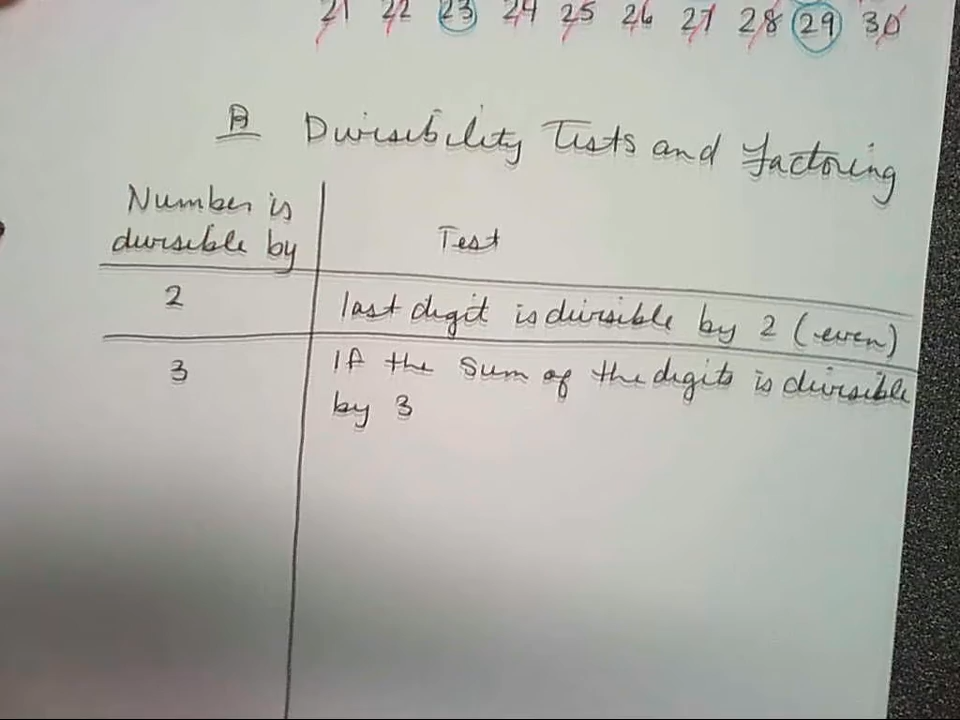 21 22 23 24 25 26 27 28 29 30
B Divisibility Tests and Factoring
Number is
divisible by
Test
2
last digit is divisible by 2 (even)
3
If the sum of the digits is divisible
by 3